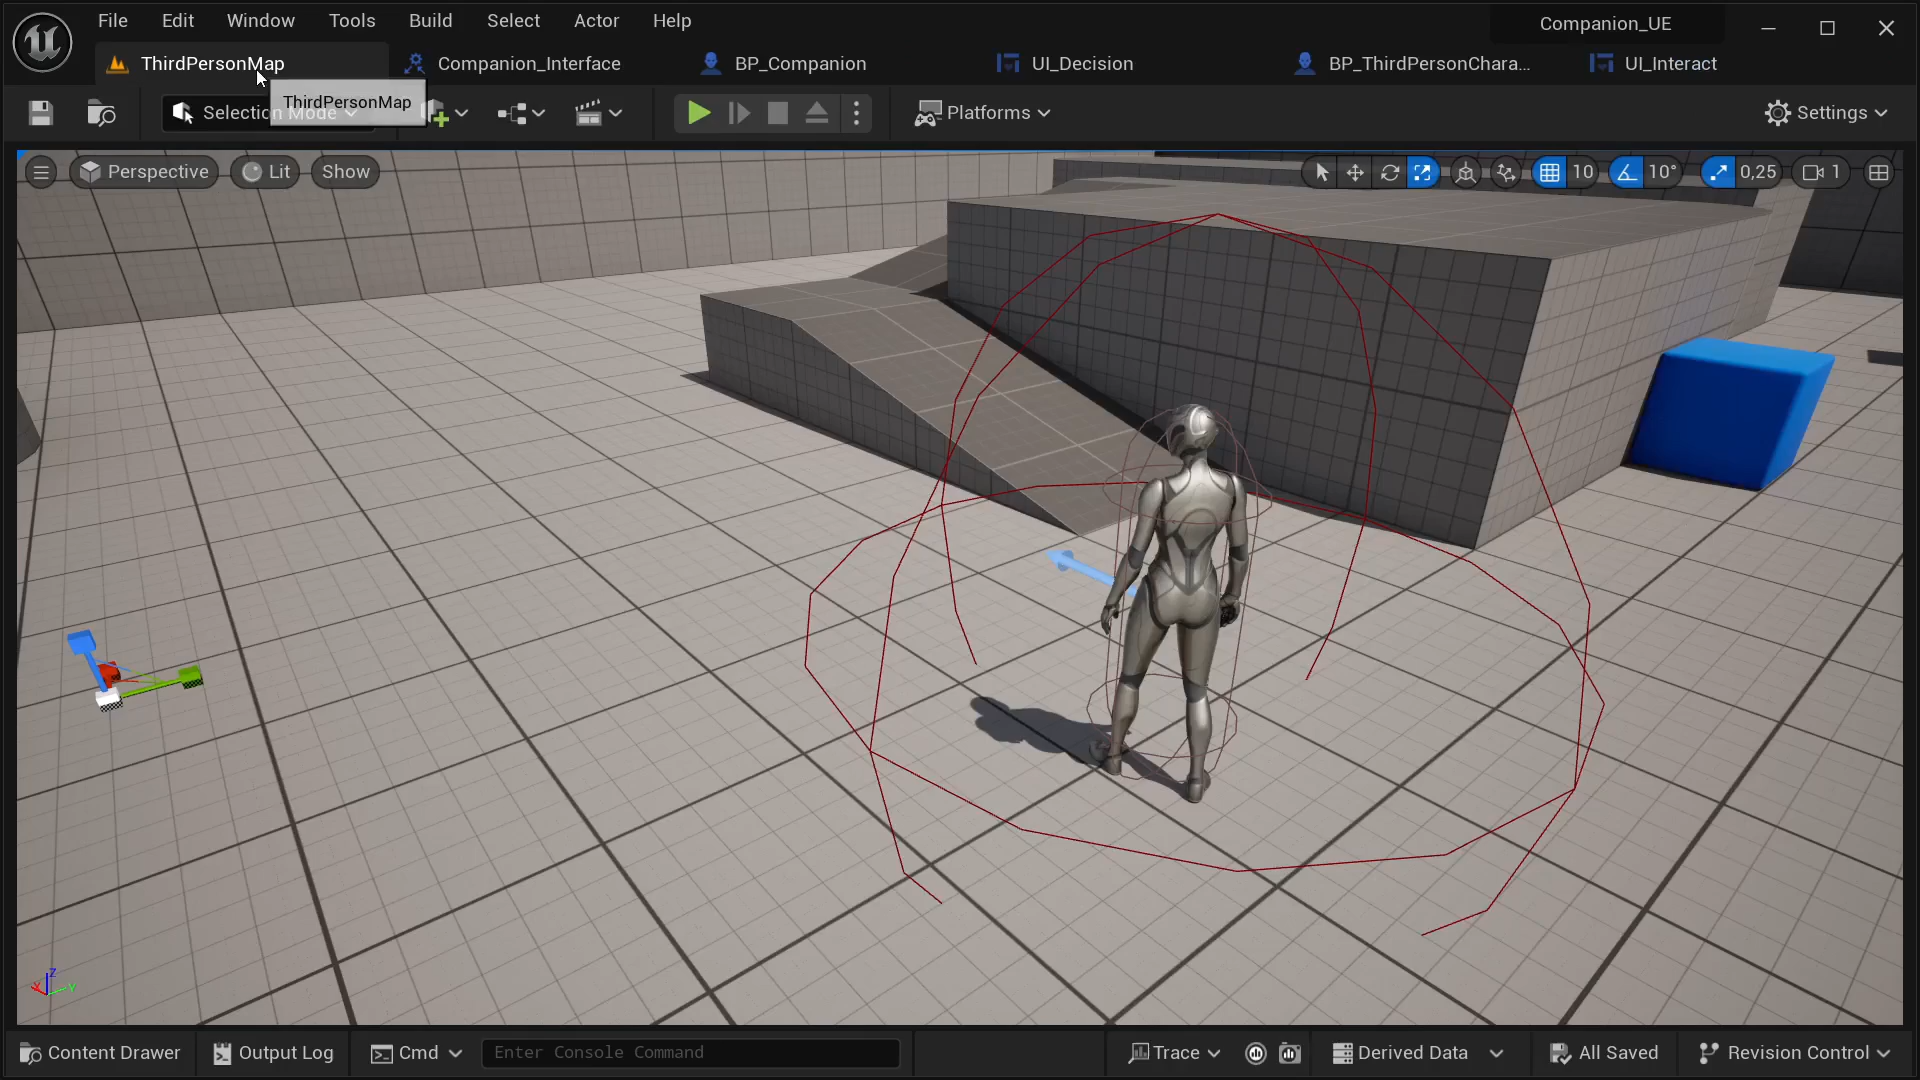 File Edit Window Tools Build Select Actor Help Companion_UE
ThirdPersonMap Companion_Interface BP_Companion UI_Decision BP_ThirdPersonChara... UI_Interact
Selection Mode ThirdPersonMap Platforms Settings
Perspective Lit Show 10 10° 0,25 1
Z
X Y
Content Drawer Output Log Cmd Enter Console Command Trace Derived Data All Saved Revision Control